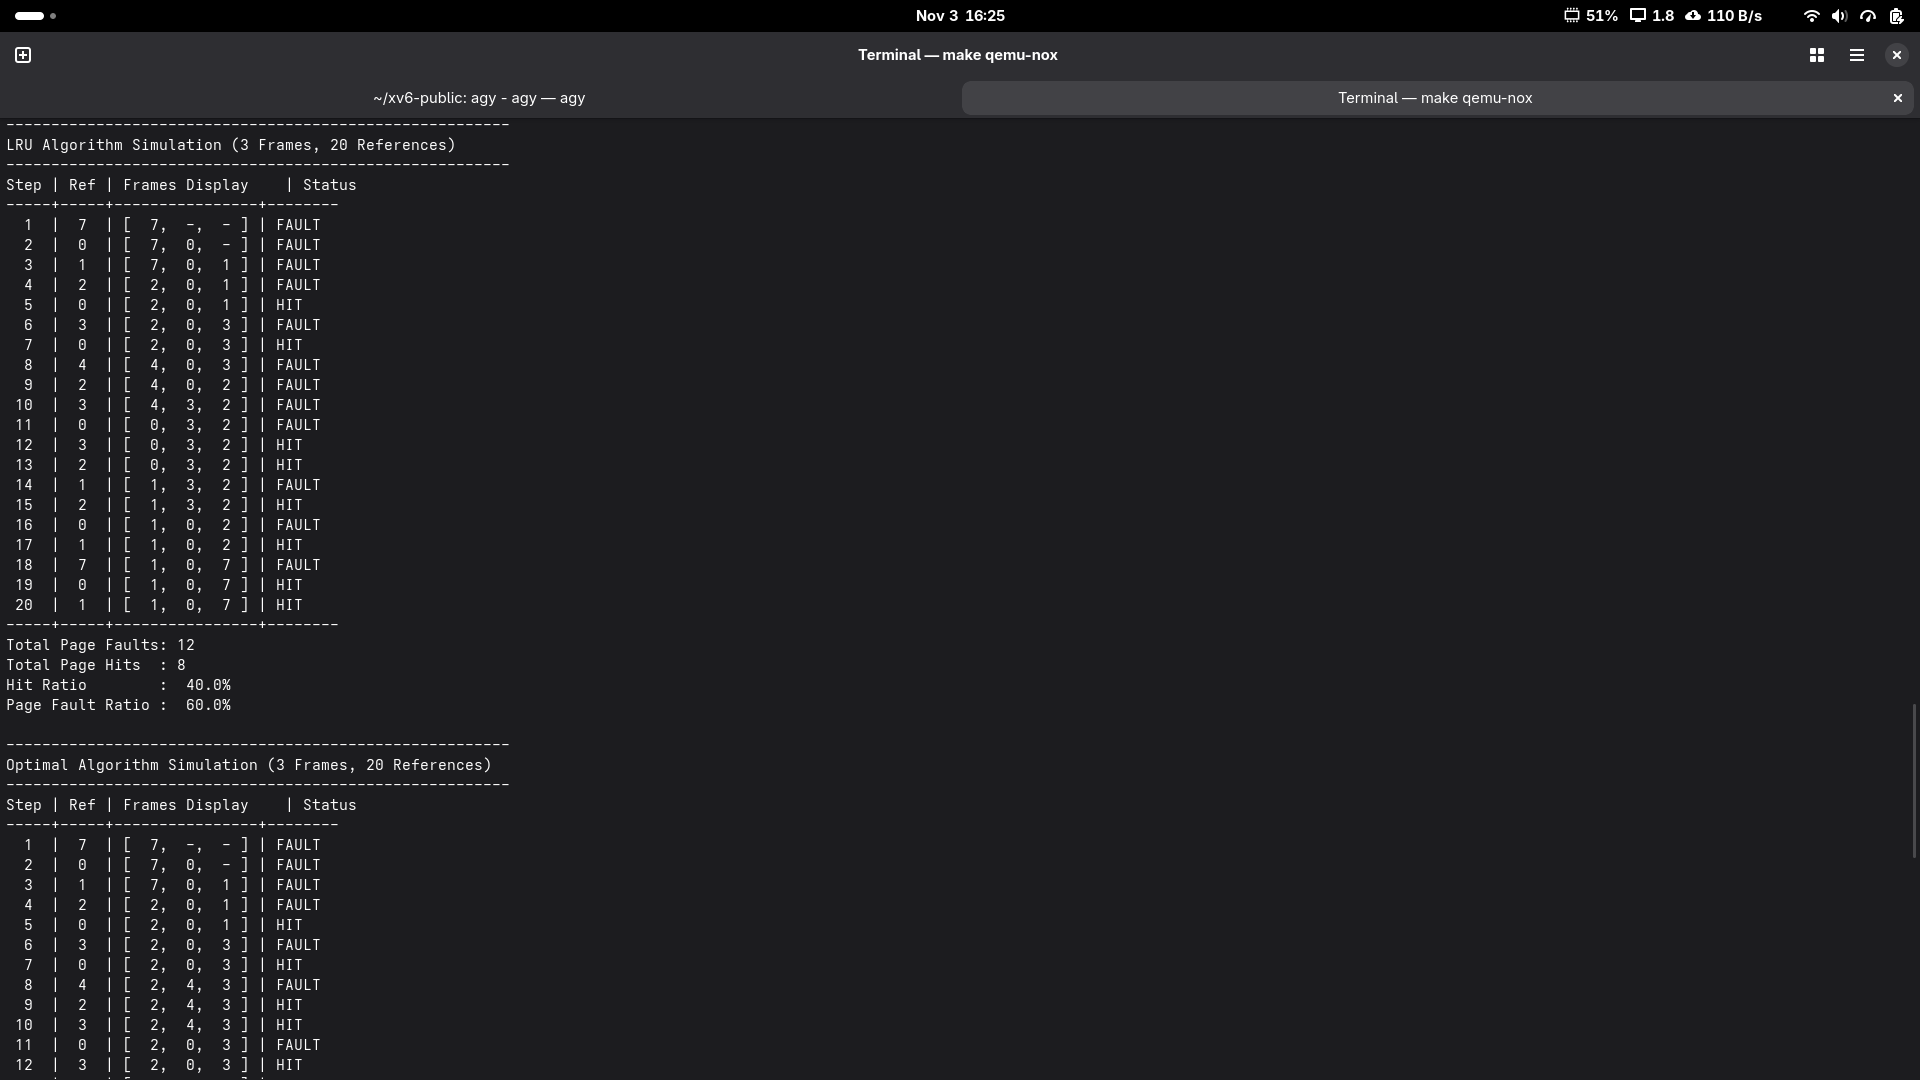 Nov 3 16:25
51% 1.8 110 B/s
Terminal — make qemu-nox
~/xv6-public: agy - agy — agy
Terminal — make qemu-nox
--------------------------------------------------------
LRU Algorithm Simulation (3 Frames, 20 References)
--------------------------------------------------------
Step | Ref | Frames Display    | Status
-----+-----+----------------+--------
  1  |  7  | [  7,  -,  - ] | FAULT
  2  |  0  | [  7,  0,  - ] | FAULT
  3  |  1  | [  7,  0,  1 ] | FAULT
  4  |  2  | [  2,  0,  1 ] | FAULT
  5  |  0  | [  2,  0,  1 ] | HIT
  6  |  3  | [  2,  0,  3 ] | FAULT
  7  |  0  | [  2,  0,  3 ] | HIT
  8  |  4  | [  4,  0,  3 ] | FAULT
  9  |  2  | [  4,  0,  2 ] | FAULT
 10  |  3  | [  4,  3,  2 ] | FAULT
 11  |  0  | [  0,  3,  2 ] | FAULT
 12  |  3  | [  0,  3,  2 ] | HIT
 13  |  2  | [  0,  3,  2 ] | HIT
 14  |  1  | [  1,  3,  2 ] | FAULT
 15  |  2  | [  1,  3,  2 ] | HIT
 16  |  0  | [  1,  0,  2 ] | FAULT
 17  |  1  | [  1,  0,  2 ] | HIT
 18  |  7  | [  1,  0,  7 ] | FAULT
 19  |  0  | [  1,  0,  7 ] | HIT
 20  |  1  | [  1,  0,  7 ] | HIT
-----+-----+----------------+--------
Total Page Faults: 12
Total Page Hits  : 8
Hit Ratio        :  40.0%
Page Fault Ratio :  60.0%
--------------------------------------------------------
Optimal Algorithm Simulation (3 Frames, 20 References)
--------------------------------------------------------
Step | Ref | Frames Display    | Status
-----+-----+----------------+--------
  1  |  7  | [  7,  -,  - ] | FAULT
  2  |  0  | [  7,  0,  - ] | FAULT
  3  |  1  | [  7,  0,  1 ] | FAULT
  4  |  2  | [  2,  0,  1 ] | FAULT
  5  |  0  | [  2,  0,  1 ] | HIT
  6  |  3  | [  2,  0,  3 ] | FAULT
  7  |  0  | [  2,  0,  3 ] | HIT
  8  |  4  | [  2,  4,  3 ] | FAULT
  9  |  2  | [  2,  4,  3 ] | HIT
 10  |  3  | [  2,  4,  3 ] | HIT
 11  |  0  | [  2,  0,  3 ] | FAULT
 12  |  3  | [  2,  0,  3 ] | HIT